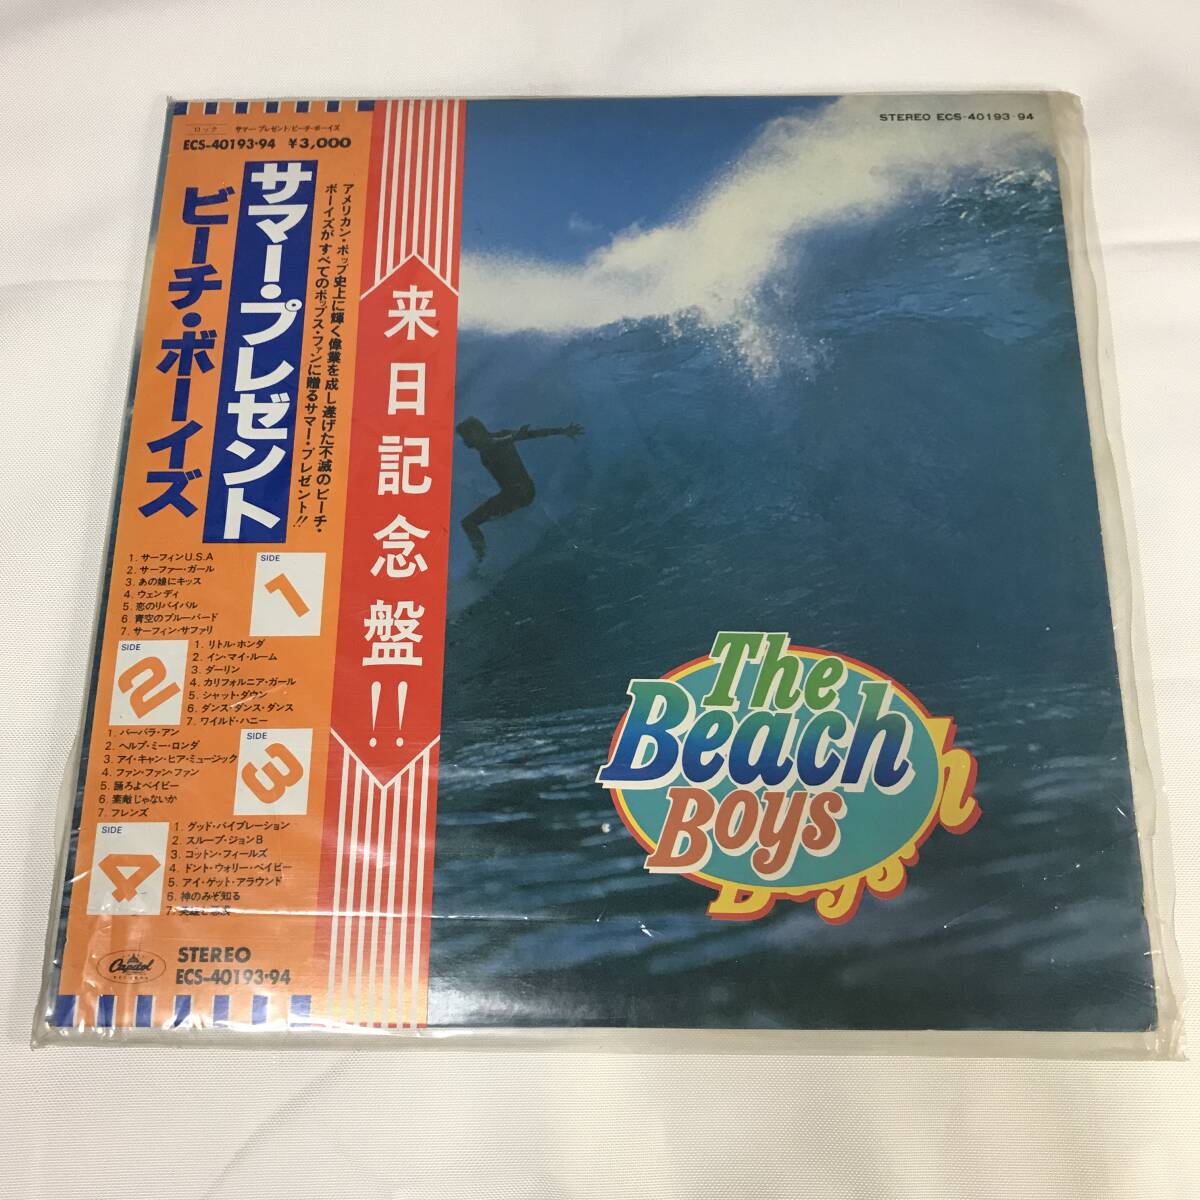 ロック サマー・プレゼント/ビーチ・ボーイズ
ECS-40193・94 ¥3,000
サマー・プレゼント
ビーチ・ボーイズ
アメリカン・ポップ史上に輝く偉業を成し遂げた不滅のビーチ・
ボーイズがすべてのポップス・ファンに贈るサマー・プレゼント!!
来日記念盤!!
SIDE 1
1. サーフィンU.S.A
2. サーファー・ガール
3. あの娘にキッス
4. ウェンディ
5. 恋のリバイバル
6. 青空のブルーバード
7. サーフィン・サファリ
SIDE 2
1. リトル・ホンダ
2. イン・マイ・ルーム
3. ダーリン
4. カリフォルニア・ガール
5. シャット・ダウン
6. ダンス・ダンス・ダンス
7. ワイルド・ハニー
SIDE 3
1. バーバラ・アン
2. ヘルプ・ミー・ロンダ
3. アイ・キャン・ヒア・ミュージック
4. ファン・ファン・ファン
5. 踊ろよベイビー
6. 素敵じゃないか
7. フレンズ
SIDE 4
1. グッド・バイブレーション
2. スループ・ジョンB
3. コットン・フィールズ
4. ドント・ウォリー・ベイビー
5. アイ・ゲット・アラウンド
6. 神のみぞ知る
7. 英雄と悪漢
Capitol
RECORDS
STEREO
ECS-40193・94
STEREO ECS-40193・94
The
Beach
Boys